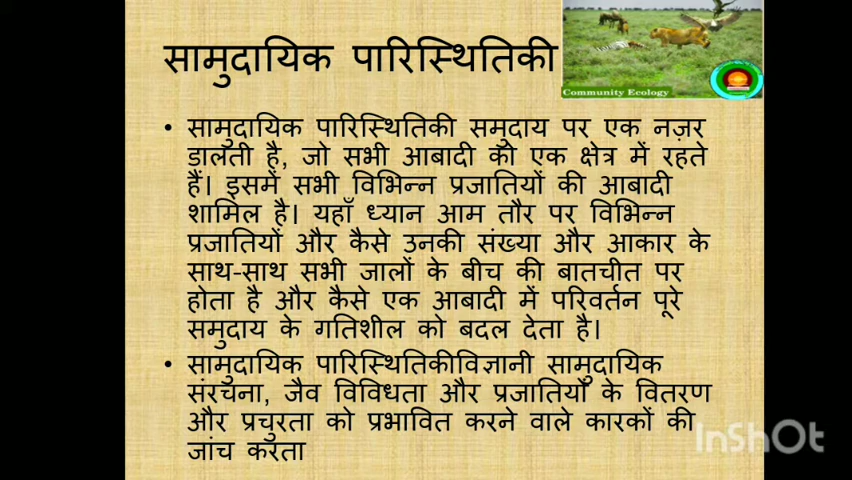 सामुदायिक पारिस्थितिकी
Community Ecology
• सामुदायिक पारिस्थितिकी समुदाय पर एक नज़र
डालती है, जो सभी आबादी की एक क्षेत्र में रहते
हैं। इसमें सभी विभिन्न प्रजातियों की आबादी
शामिल है। यहाँ ध्यान आम तौर पर विभिन्न
प्रजातियों और कैसे उनकी संख्या और आकार के
साथ-साथ सभी जालों के बीच की बातचीत पर
होता है और कैसे एक आबादी में परिवर्तन पूरे
समुदाय के गतिशील को बदल देता है।
• सामुदायिक पारिस्थितिकीविज्ञानी सामुदायिक
संरचना, जैव विविधता और प्रजातियों के वितरण
और प्रचुरता को प्रभावित करने वाले कारकों की
जांच करता
InShOt